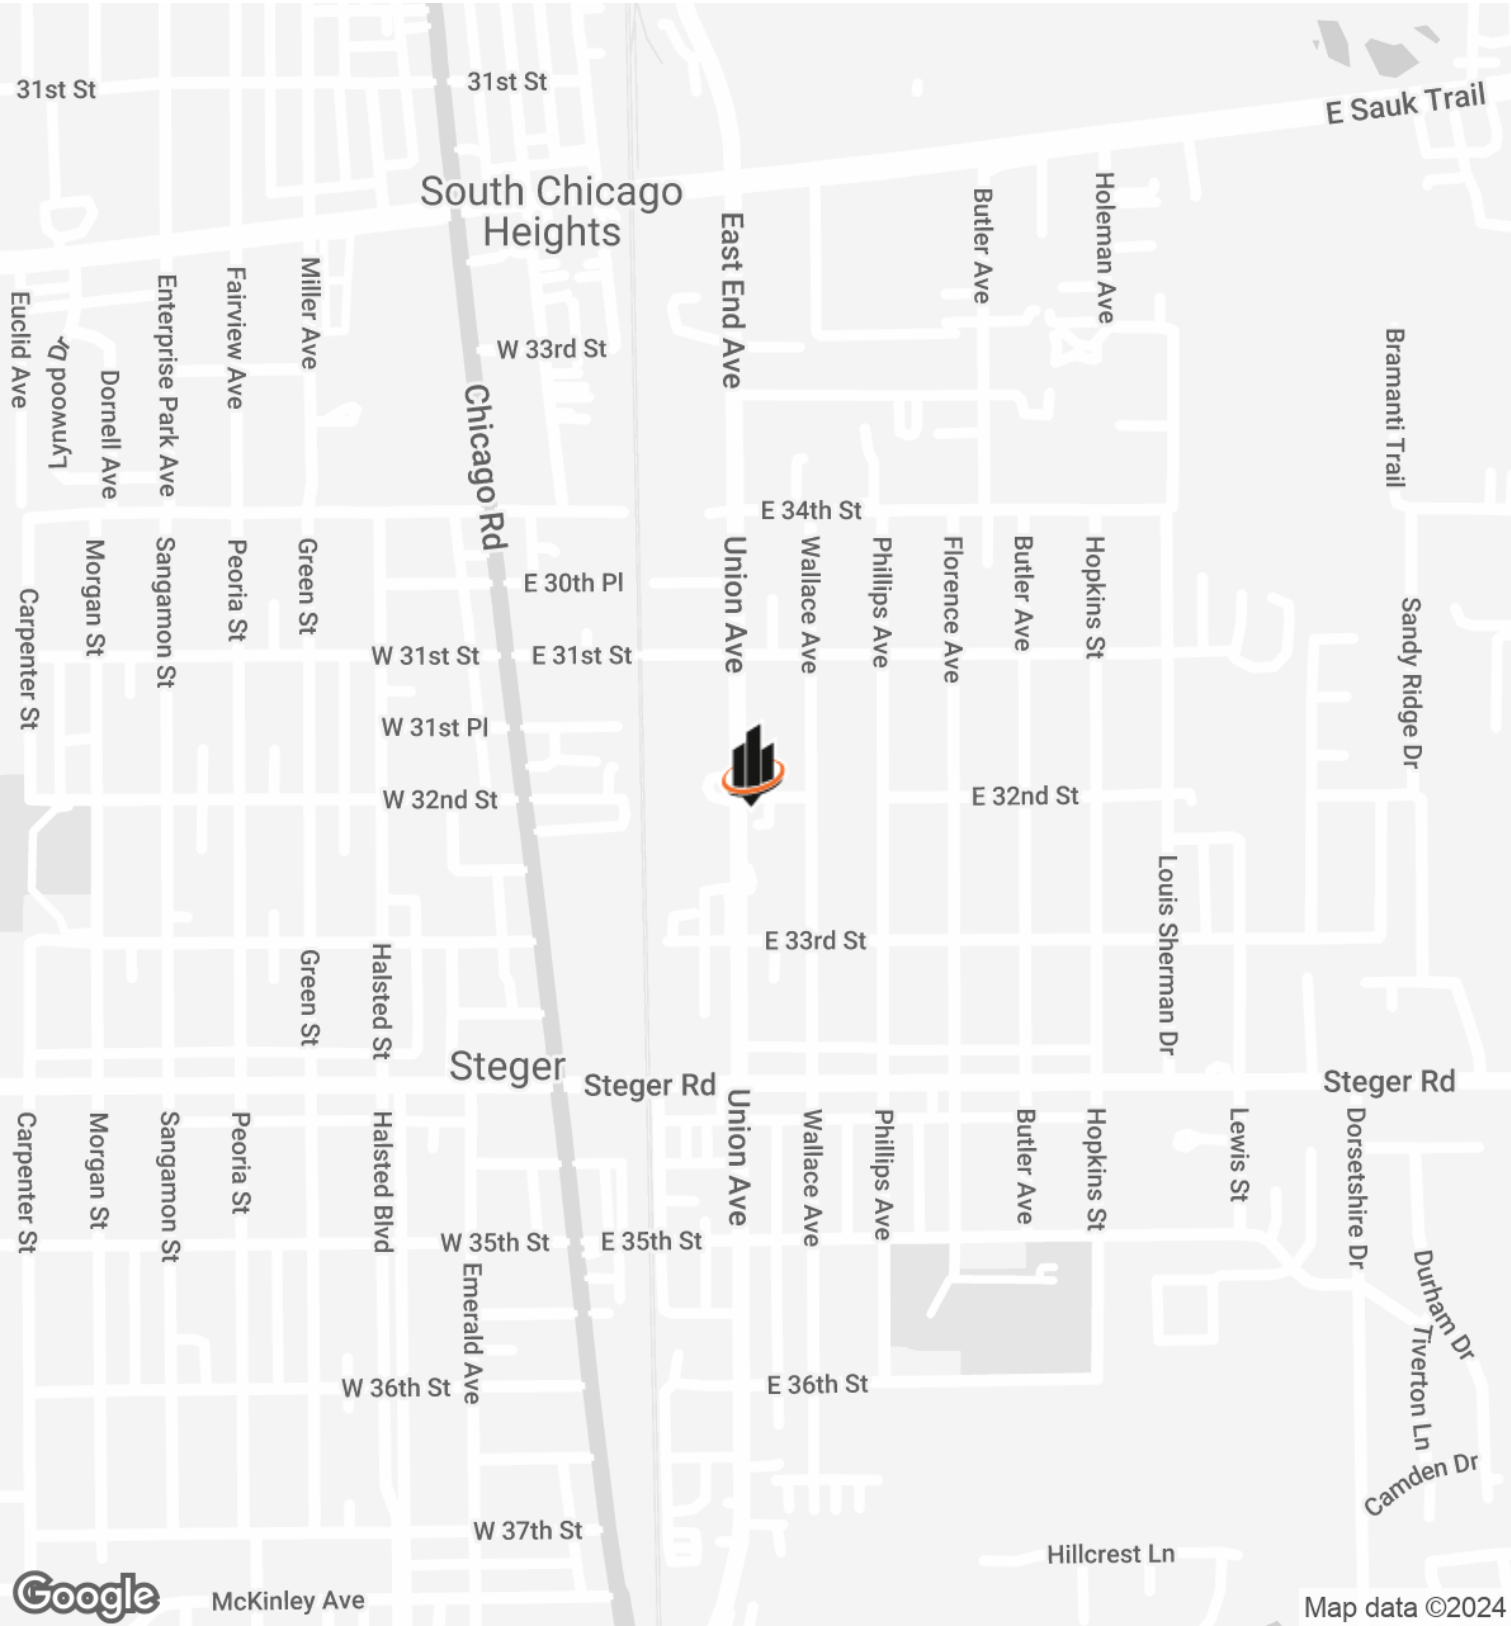 31st St
31st St
E Sauk Trail
South Chicago
Heights
Butler Ave
Holeman Ave
East End Ave
Miller Ave
Fairview Ave
Enterprise Park Ave
Euclid Ave
Lynwood Dr
Dornell Ave
W 33rd St
Bramanti Trail
Chicago Rd
E 34th St
Morgan St
Sangamon St
Peoria St
Green St
Union Ave
Wallace Ave
Phillips Ave
Florence Ave
Butler Ave
Hopkins St
E 30th Pl
Carpenter St
Sandy Ridge Dr
W 31st St
E 31st St
W 31st Pl
W 32nd St
E 32nd St
Louis Sherman Dr
E 33rd St
Green St
Halsted St
Steger
Steger Rd
Steger Rd
Carpenter St
Morgan St
Sangamon St
Peoria St
Halsted Blvd
Union Ave
Wallace Ave
Phillips Ave
Butler Ave
Hopkins St
Lewis St
Dorsetshire Dr
W 35th St
E 35th St
Emerald Ave
Durham Dr
Tiverton Ln
W 36th St
E 36th St
Camden Dr
W 37th St
Hillcrest Ln
Google
McKinley Ave
Map data ©2024